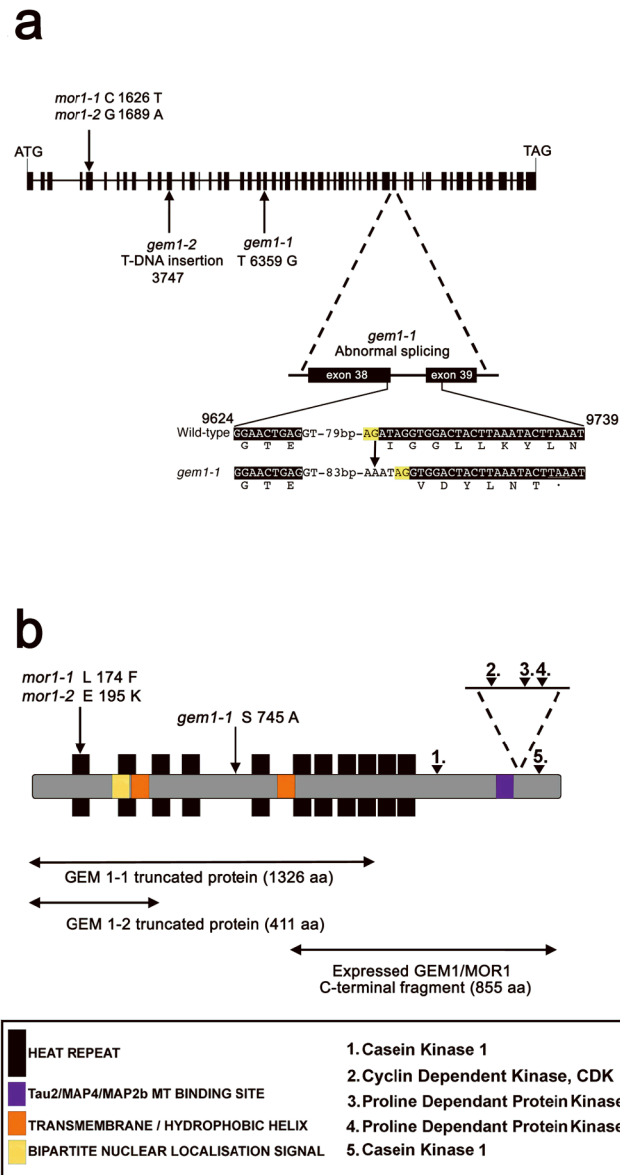 a
mor1-1 C 1626 T
mor1-2 G 1689 A
ATG
TAG
gem1-2
T-DNA insertion
3747
gem1-1
T 6359 G
gem1-1
Abnormal splicing
exon 38
exon 39
9624
9739
Wild-type GGAACTGAGGT-79bp-AGATAGGTGGACTACTTAAATACTTAAAT
G T E I G G L L K Y L N
gem1-1 GGAACTGAGGT-83bp-AAATAGGTGGACTACTTAAATACTTAAAT
G T E V D Y L N T .
b
mor1-1 L 174 F
mor1-2 E 195 K
gem1-1 S 745 A
1.
2. 3. 4.
5.
GEM 1-1 truncated protein (1326 aa)
GEM 1-2 truncated protein (411 aa)
Expressed GEM1/MOR1
C-terminal fragment (855 aa)
HEAT REPEAT
Tau2/MAP4/MAP2b MT BINDING SITE
TRANSMEMBRANE / HYDROPHOBIC HELIX
BIPARTITE NUCLEAR LOCALISATION SIGNAL
1. Casein Kinase 1
2. Cyclin Dependant Kinase, CDK
3. Proline Dependant Protein Kinase
4. Proline Dependant Protein Kinase
5. Casein Kinase 1